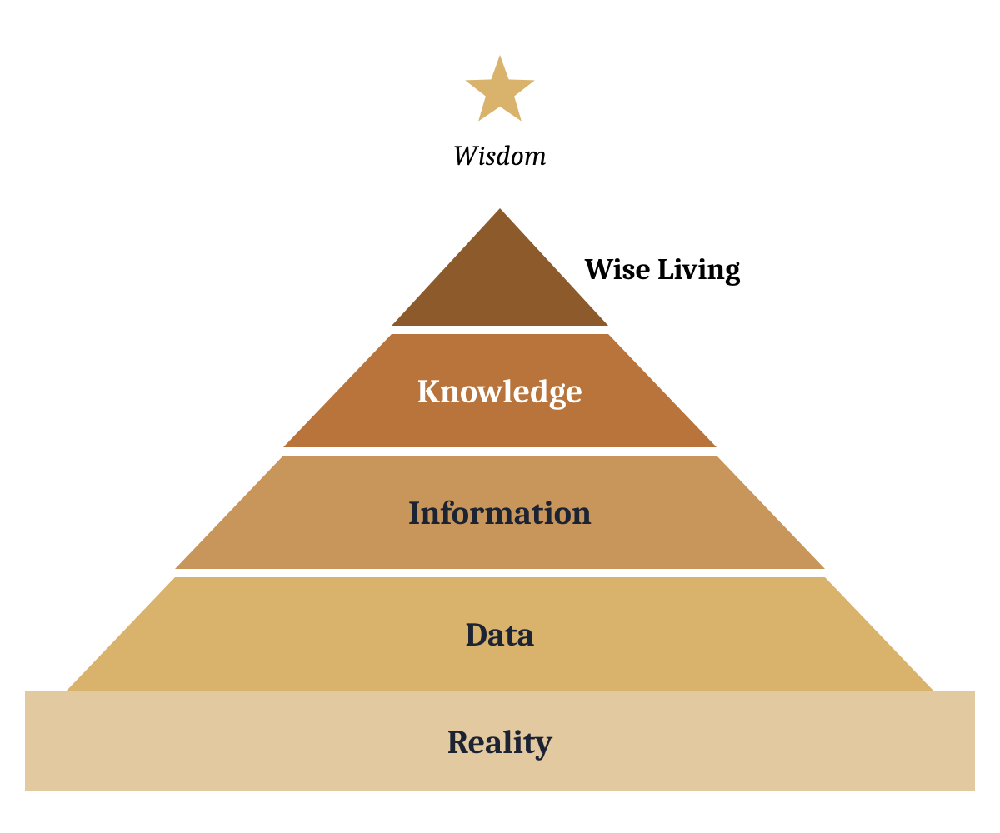 Wisdom
Wise Living
Knowledge
Information
Data
Reality